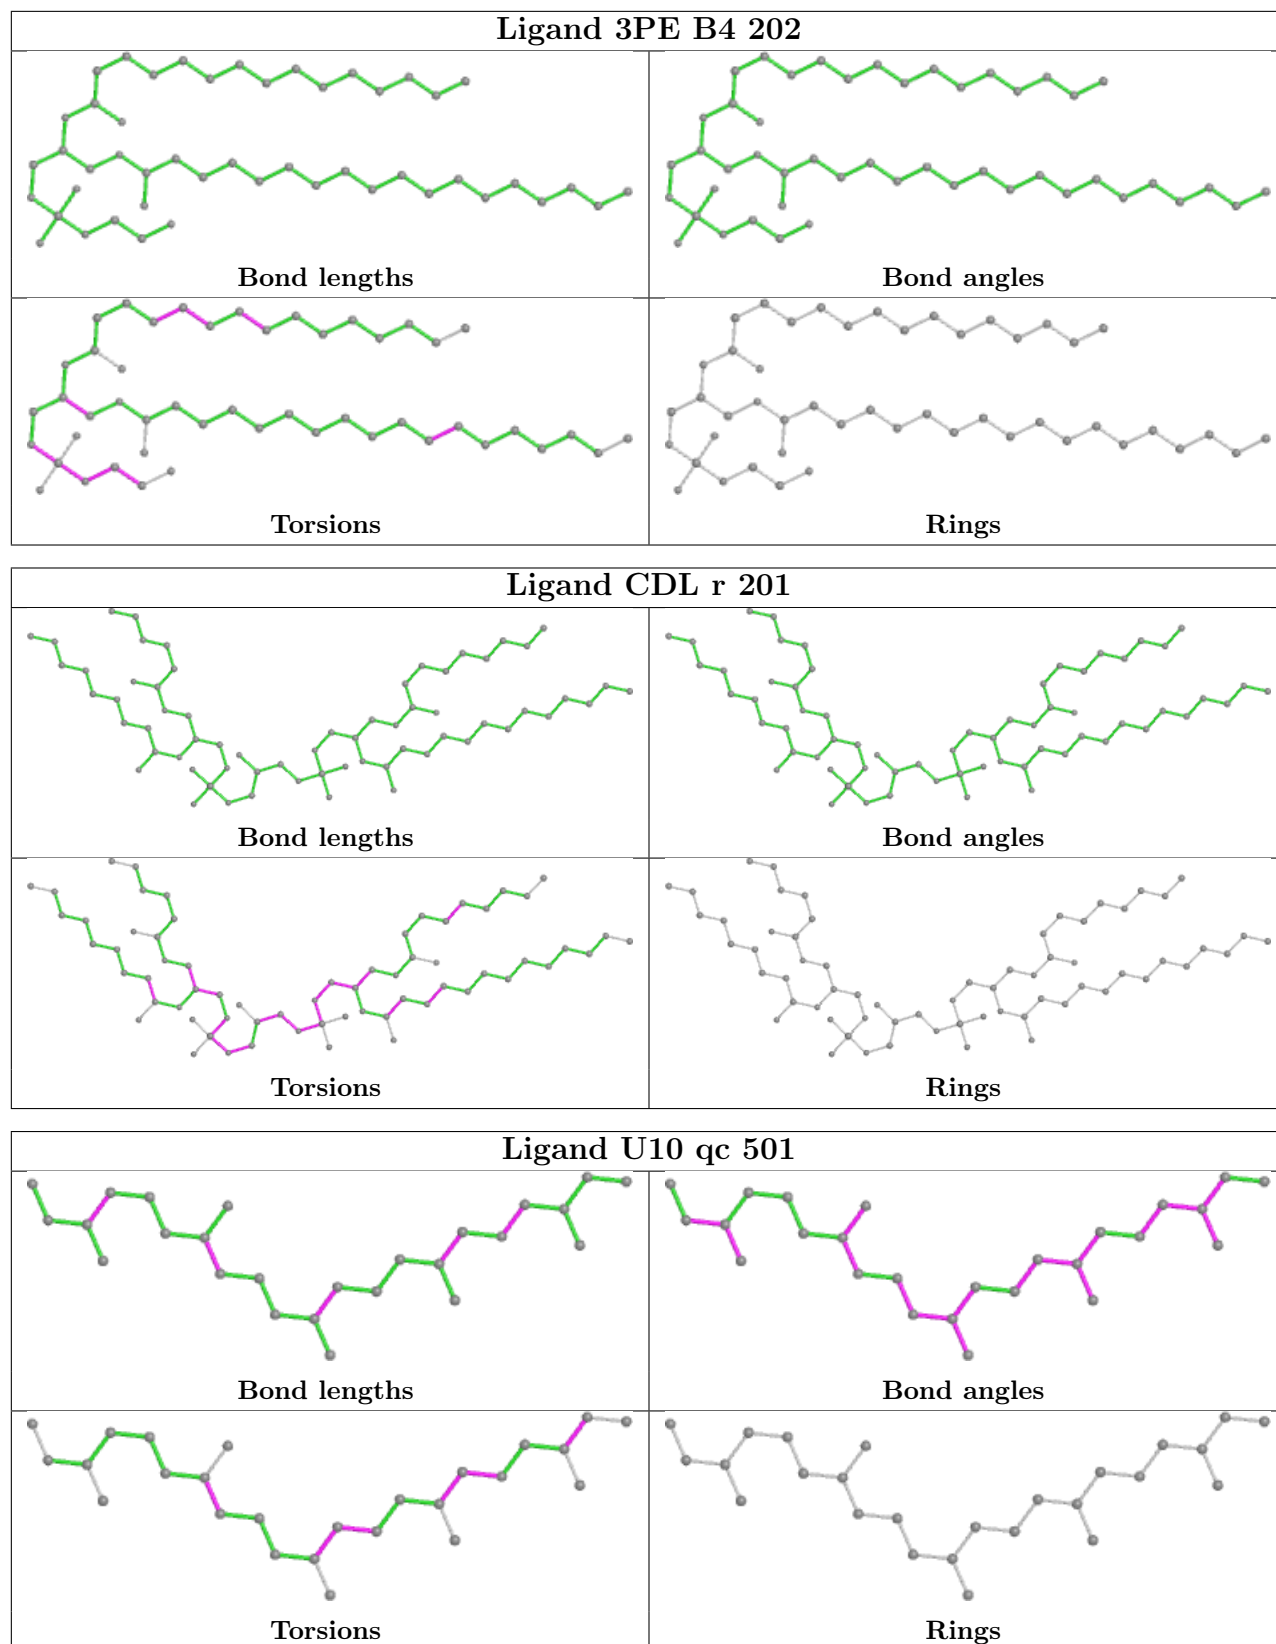 Ligand 3PE B4 202
Bond lengths
Bond angles
Torsions
Rings
Ligand CDL r 201
Bond lengths
Bond angles
Torsions
Rings
Ligand U10 qc 501
Bond lengths
Bond angles
Torsions
Rings